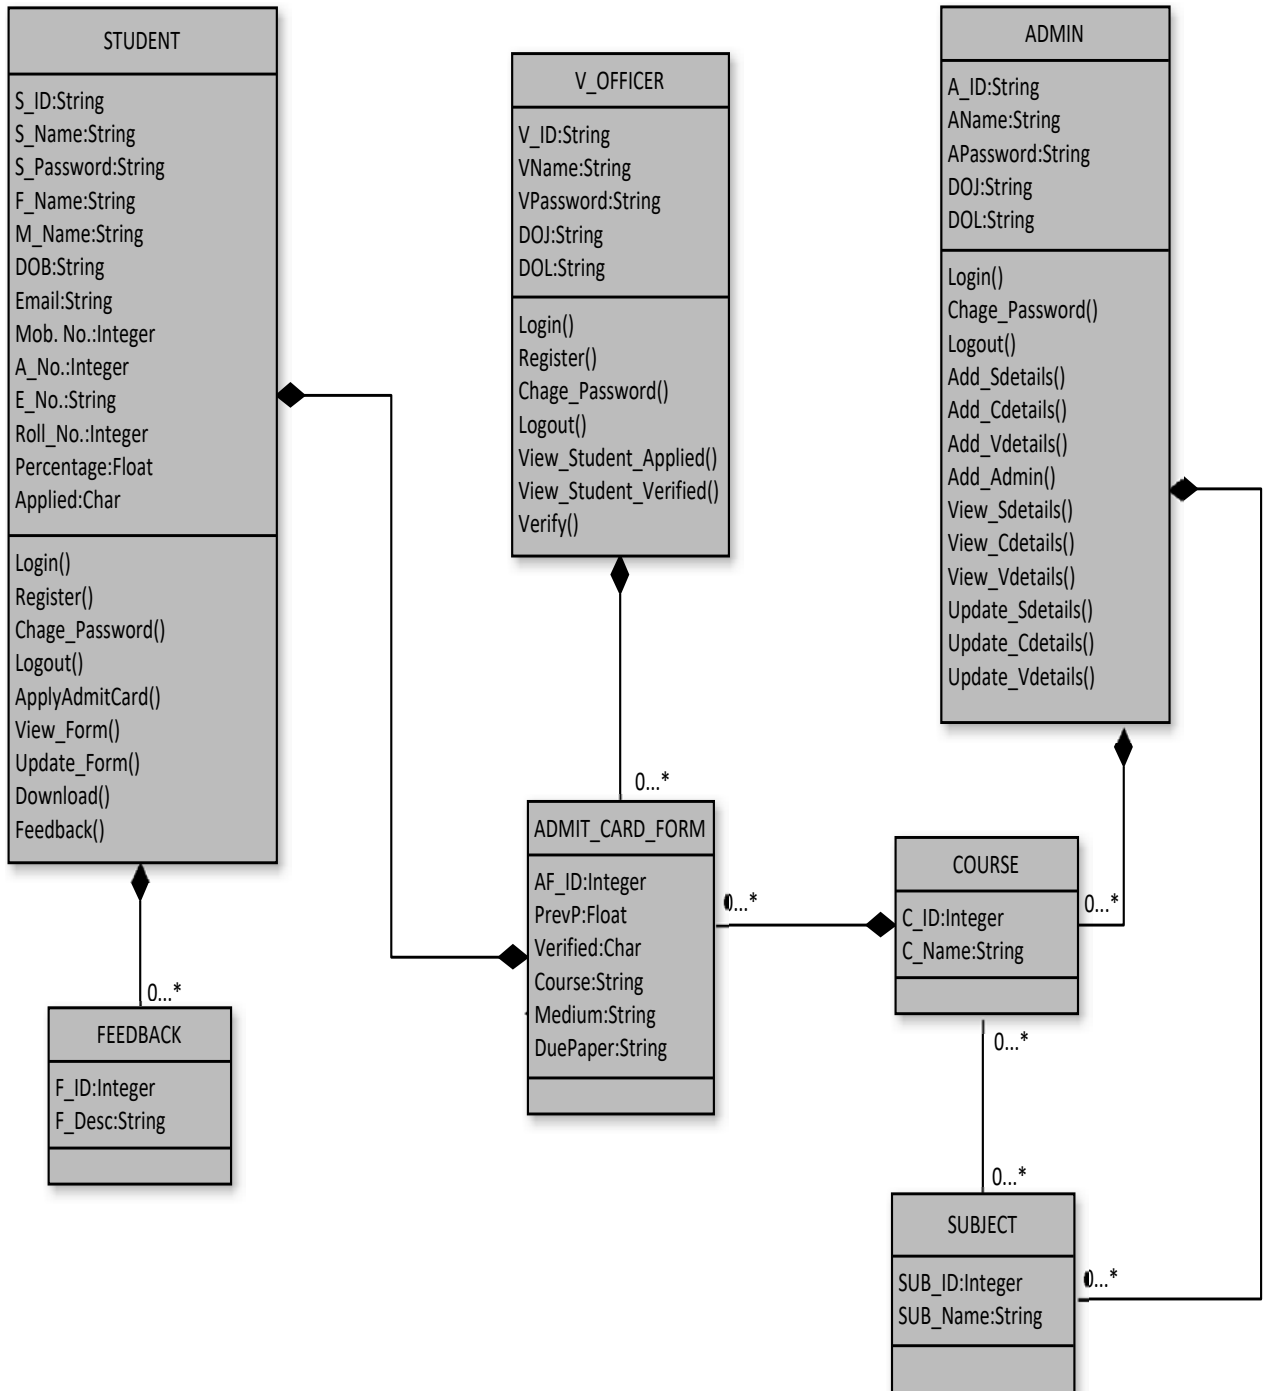 STUDENT
S_ID:String
S_Name:String
S_Password:String
F_Name:String
M_Name:String
DOB:String
Email:String
Mob. No.:Integer
A_No.:Integer
E_No.:String
Roll_No.:Integer
Percentage:Float
Applied:Char
Login()
Register()
Chage_Password()
Logout()
ApplyAdmitCard()
View_Form()
Update_Form()
Download()
Feedback()
V_OFFICER
V_ID:String
VName:String
VPassword:String
DOJ:String
DOL:String
Login()
Register()
Chage_Password()
Logout()
View_Student_Applied()
View_Student_Verified()
Verify()
ADMIN
A_ID:String
AName:String
APassword:String
DOJ:String
DOL:String
Login()
Chage_Password()
Logout()
Add_Sdetails()
Add_Cdetails()
Add_Vdetails()
Add_Admin()
View_Sdetails()
View_Cdetails()
View_Vdetails()
Update_Sdetails()
Update_Cdetails()
Update_Vdetails()
0...*
FEEDBACK
F_ID:Integer
F_Desc:String
0...*
ADMIT_CARD_FORM
AF_ID:Integer
PrevP:Float
Verified:Char
Course:String
Medium:String
DuePaper:String
0...*
COURSE
C_ID:Integer
C_Name:String
0...*
0...*
0...*
SUBJECT
SUB_ID:Integer
SUB_Name:String
0...*